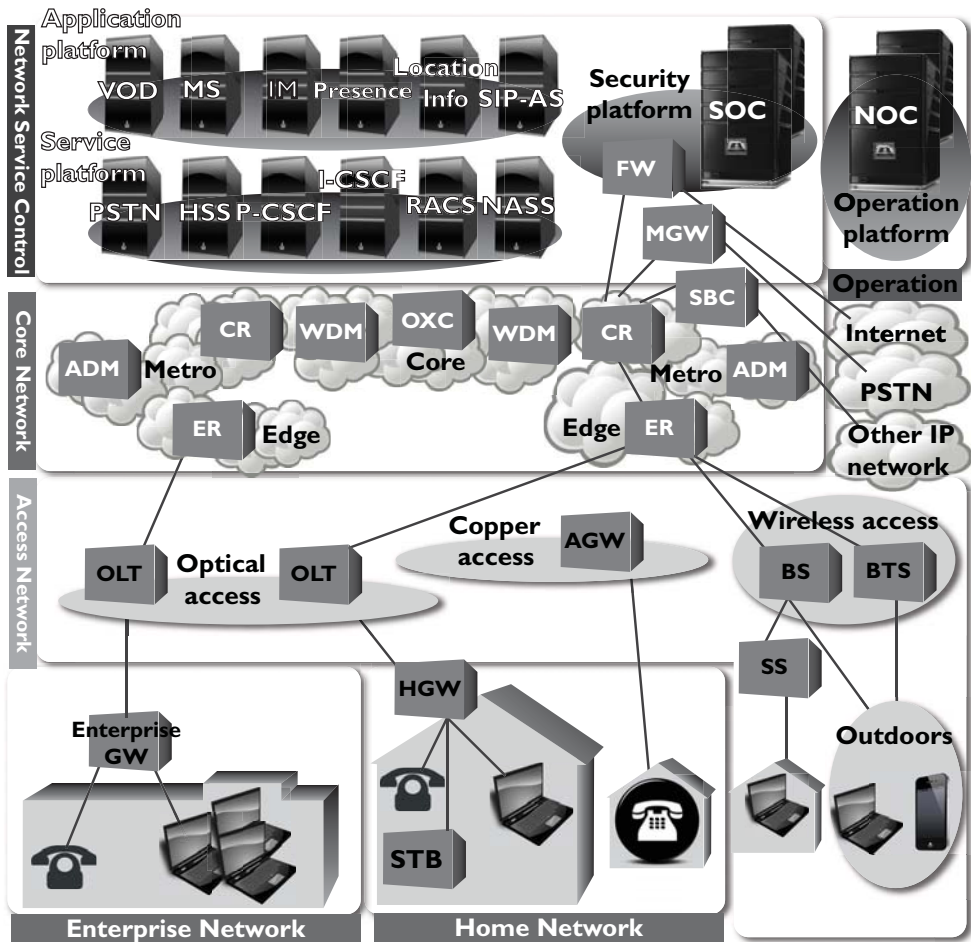 Network Service Control
Application
platform
VOD
MS
IM
Presence
Location
Info
SIP-AS
Service
platform
PSTN
HSS
P-CSCF
I-CSCF
RACS
NASS
Security
platform
SOC
FW
MGW
SBC
NOC
Operation
platform
Operation
Core Network
ADM
Metro
CR
WDM
OXC
Core
WDM
CR
Metro
ADM
ER
Edge
Edge
ER
Internet
PSTN
Other IP
network
Access Network
OLT
Optical
access
OLT
Copper
access
AGW
Wireless access
BS
BTS
SS
HGW
Enterprise
GW
STB
Outdoors
Enterprise Network
Home Network